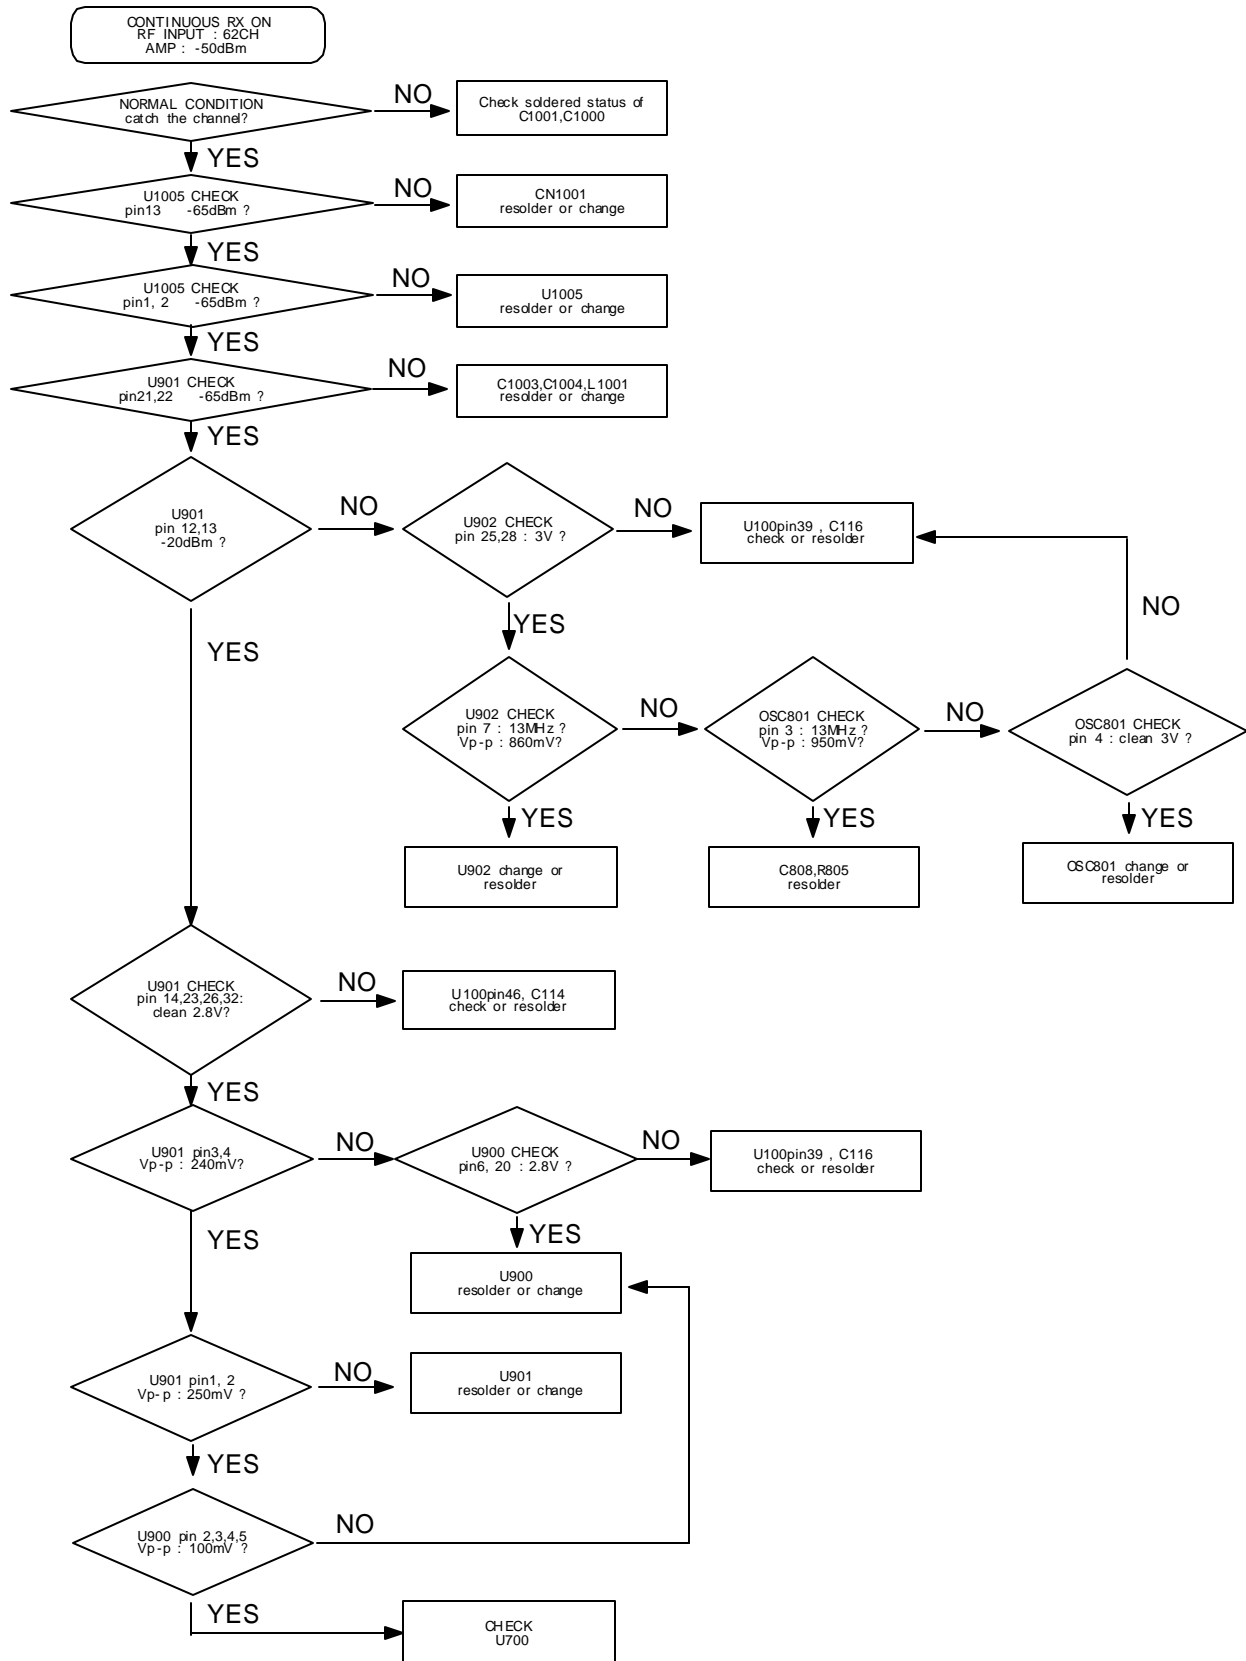 CONTINUOUS RX ON
RF INPUT : 62CH
AMP : -50dBm
NORMAL CONDITION
catch the channel?
NO
Check soldered status of
C1001,C1000
YES
U1005 CHECK
pin13 -65dBm ?
NO
CN1001
resolder or change
YES
U1005 CHECK
pin1, 2 -65dBm ?
NO
U1005
resolder or change
YES
U901 CHECK
pin21,22 -65dBm ?
NO
C1003,C1004,L1001
resolder or change
YES
U901
pin 12,13
-20dBm ?
NO
U902 CHECK
pin 25,28 : 3V ?
NO
U100pin39 , C116
check or resolder
NO
YES
YES
U902 CHECK
pin 7 : 13MHz ?
Vp-p : 860mV?
NO
OSC801 CHECK
pin 3 : 13MHz ?
Vp-p : 950mV?
NO
OSC801 CHECK
pin 4 : clean 3V ?
YES
YES
YES
U902 change or
resolder
C808,R805
resolder
OSC801 change or
resolder
U901 CHECK
pin 14,23,26,32:
clean 2.8V?
NO
U100pin46, C114
check or resolder
YES
U901 pin3,4
Vp-p : 240mV?
NO
U900 CHECK
pin6, 20 : 2.8V ?
NO
U100pin39 , C116
check or resolder
YES
YES
U900
resolder or change
U901 pin1, 2
Vp-p : 250mV ?
NO
U901
resolder or change
YES
U900 pin 2,3,4,5
Vp-p : 100mV ?
NO
YES
CHECK
U700